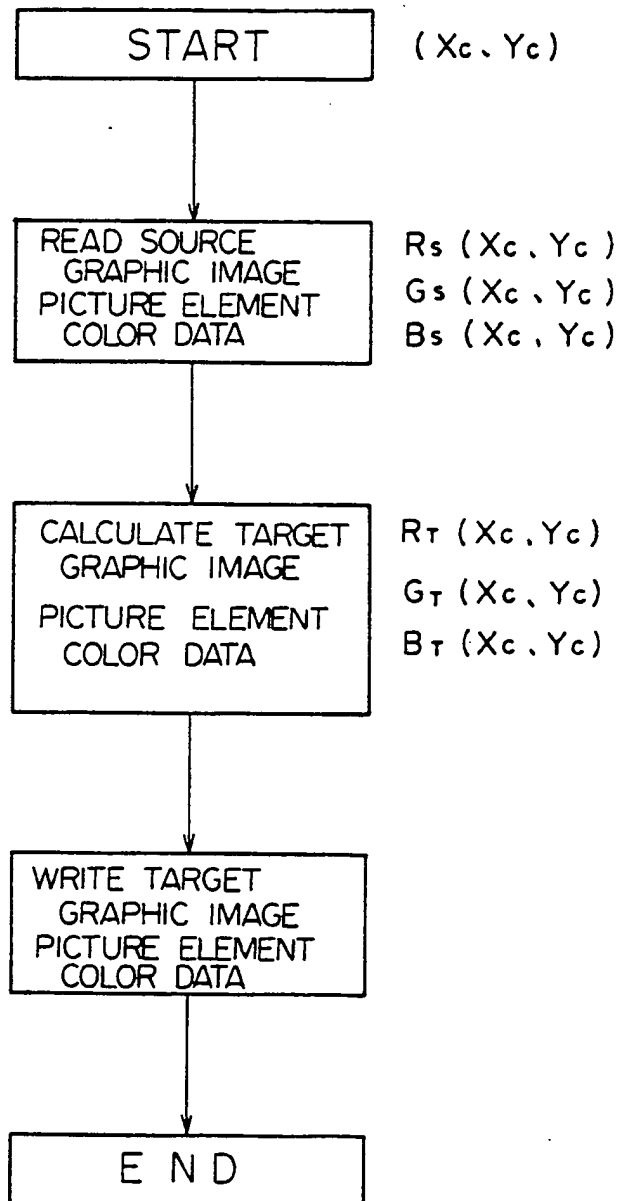 START (Xc、Yc)
READ SOURCE
GRAPHIC IMAGE
PICTURE ELEMENT
COLOR DATA
Rs (Xc、Yc)
Gs (Xc、Yc)
Bs (Xc、Yc)
CALCULATE TARGET
GRAPHIC IMAGE
PICTURE ELEMENT
COLOR DATA
RT (Xc、Yc)
GT (Xc、Yc)
BT (Xc、Yc)
WRITE TARGET
GRAPHIC IMAGE
PICTURE ELEMENT
COLOR DATA
END